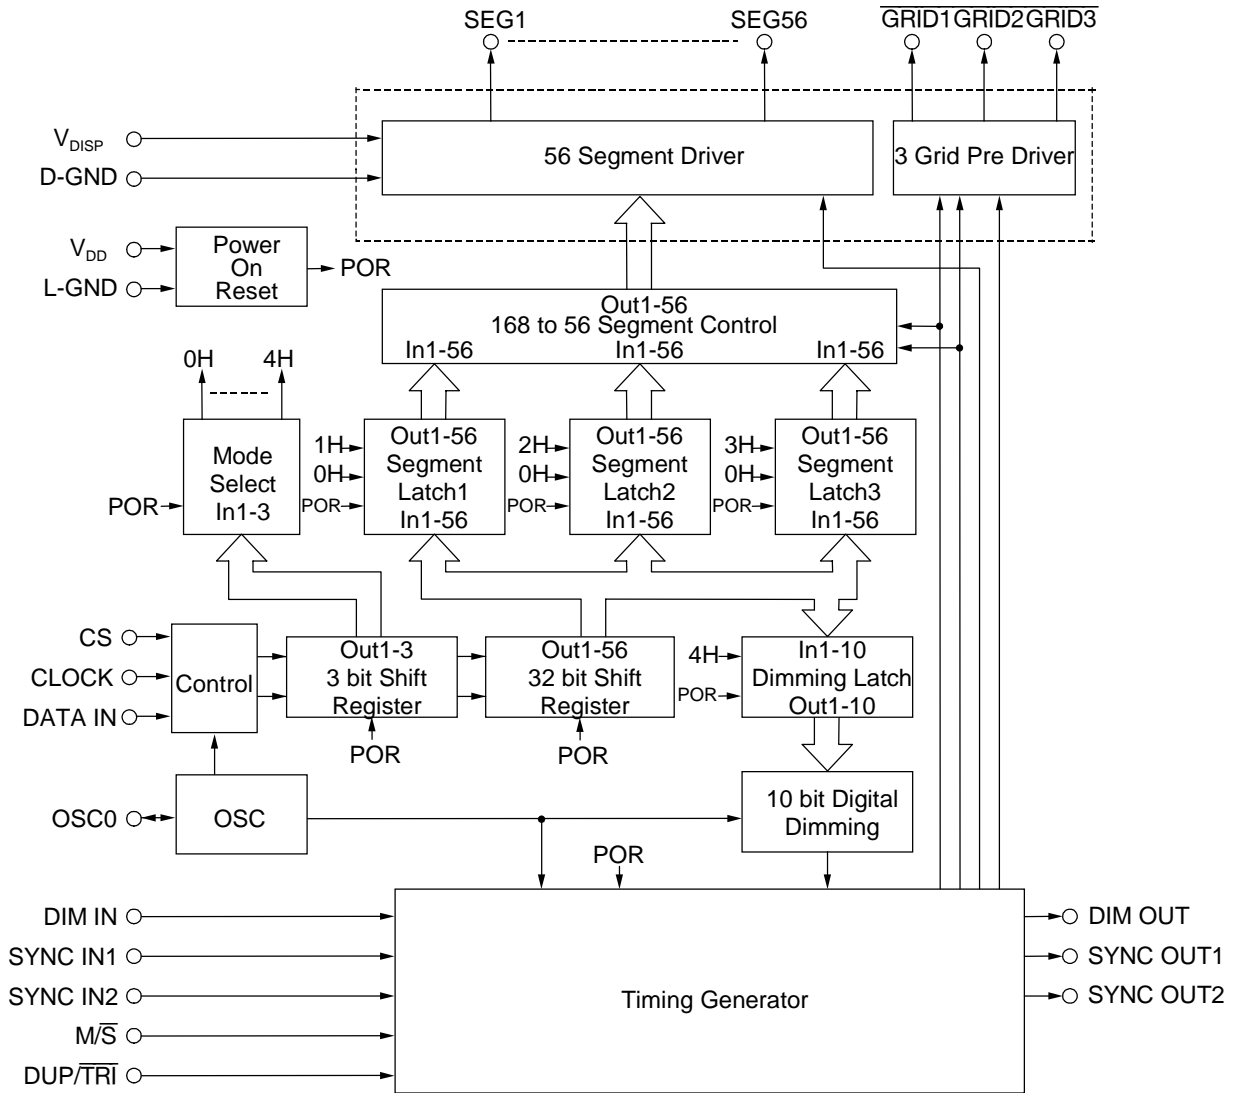 SEG1 SEG56 GRID1 GRID2 GRID3
VDISP
D-GND
56 Segment Driver
3 Grid Pre Driver
VDD
L-GND
Power
On
Reset
POR
Out1-56
168 to 56 Segment Control
In1-56 In1-56 In1-56
0H 4H
Mode
Select
In1-3
POR
1H
0H
POR
Out1-56
Segment
Latch1
In1-56
2H
0H
POR
Out1-56
Segment
Latch2
In1-56
3H
0H
POR
Out1-56
Segment
Latch3
In1-56
CS
CLOCK
DATA IN
Control
Out1-3
3 bit Shift
Register
POR
Out1-56
32 bit Shift
Register
POR
4H
POR
In1-10
Dimming Latch
Out1-10
OSC0
OSC
10 bit Digital
Dimming
POR
DIM IN
SYNC IN1
SYNC IN2
M/S
DUP/TRI
Timing Generator
DIM OUT
SYNC OUT1
SYNC OUT2